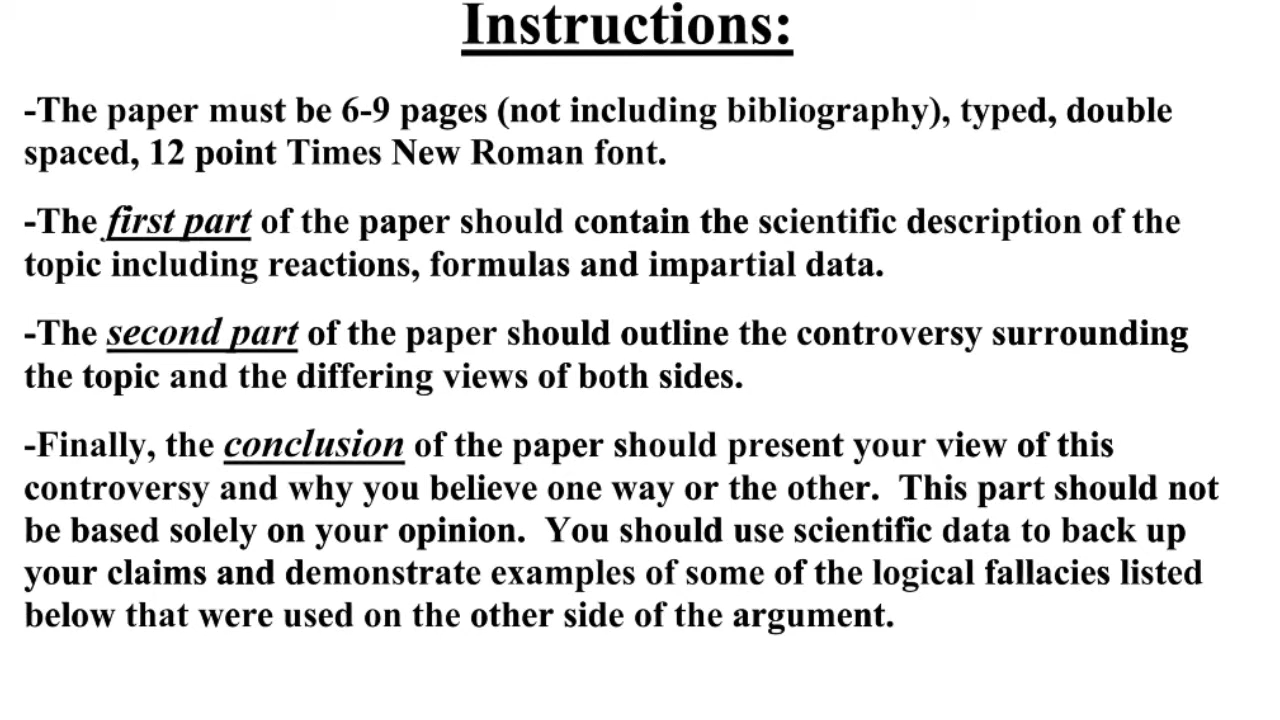 Instructions:
-The paper must be 6-9 pages (not including bibliography), typed, double
spaced, 12 point Times New Roman font.
-The first part of the paper should contain the scientific description of the
topic including reactions, formulas and impartial data.
-The second part of the paper should outline the controversy surrounding
the topic and the differing views of both sides.
-Finally, the conclusion of the paper should present your view of this
controversy and why you believe one way or the other.  This part should not
be based solely on your opinion.  You should use scientific data to back up
your claims and demonstrate examples of some of the logical fallacies listed
below that were used on the other side of the argument.